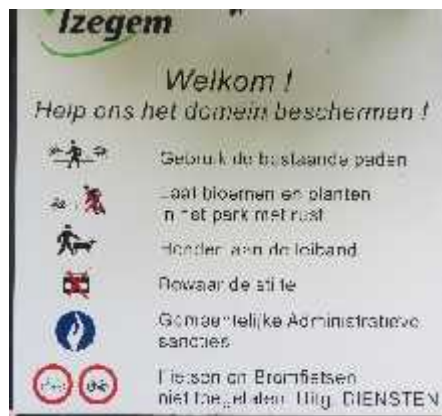 Izegem
Welkom !
Help ons het domein beschermen !
Gebruik de bestaande paden
Laat bloemen en planten
in het park met rust
Honden aan de leiband
Bewaar de stilte
Gemeentelijke Administratieve
sancties
Fietsen en Bromfietsen
niet toegelaten. Uitg. DIENSTEN